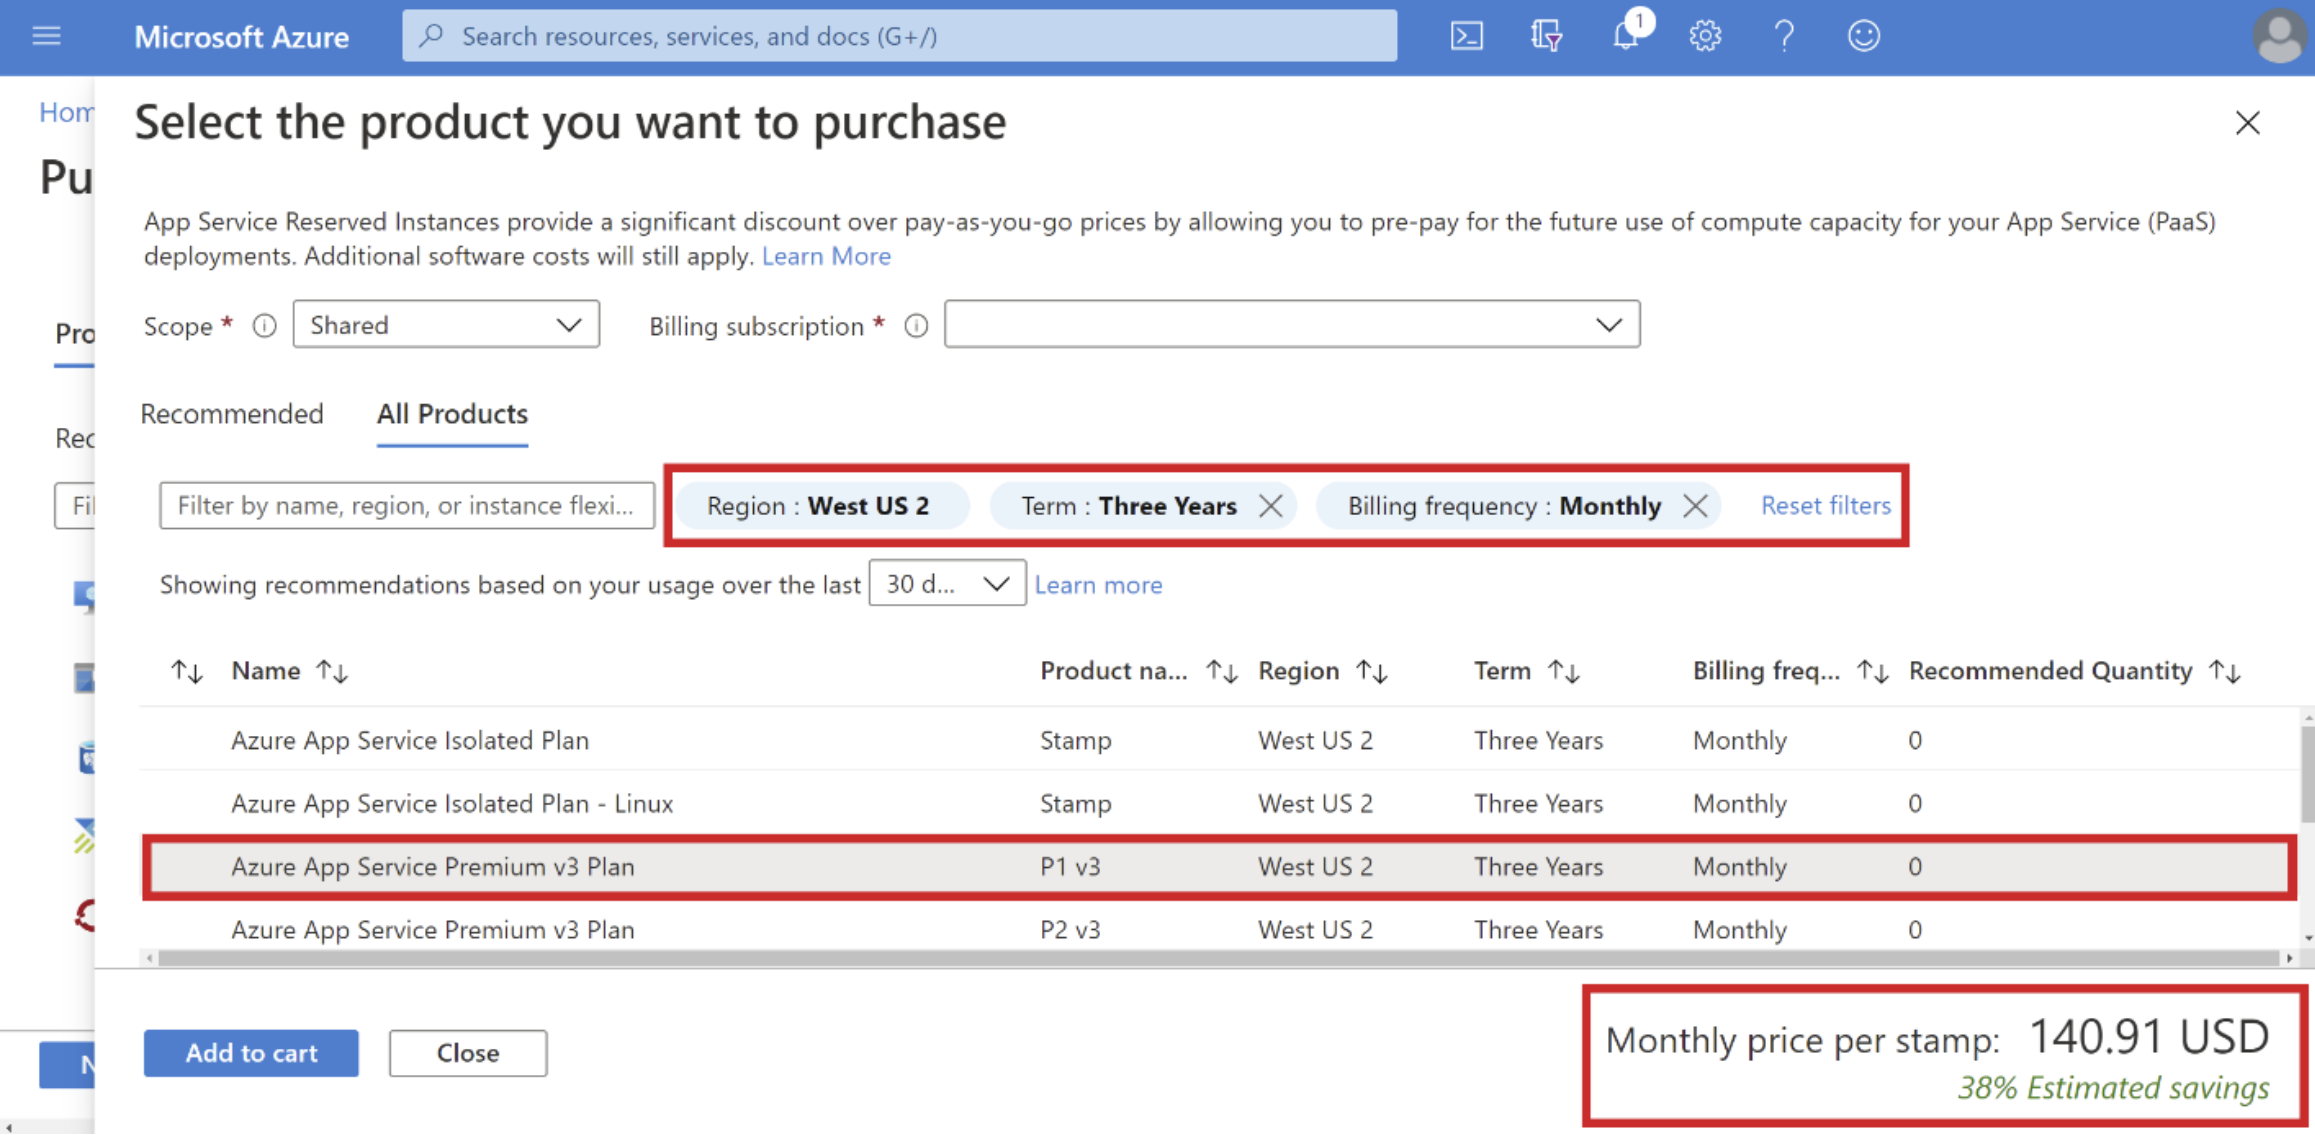 Microsoft Azure
Search resources, services, and docs (G+/)
1
Hom
Select the product you want to purchase
Pu
App Service Reserved Instances provide a significant discount over pay-as-you-go prices by allowing you to pre-pay for the future use of compute capacity for your App Service (PaaS)
deployments. Additional software costs will still apply. Learn More
Scope * Shared Billing subscription *
Pro
Recommended All Products
Rec
Fil
Filter by name, region, or instance flexi... Region : West US 2 Term : Three Years Billing frequency : Monthly Reset filters
Showing recommendations based on your usage over the last 30 d... Learn more
Name Product na... Region Term Billing freq... Recommended Quantity
Azure App Service Isolated Plan Stamp West US 2 Three Years Monthly 0
Azure App Service Isolated Plan - Linux Stamp West US 2 Three Years Monthly 0
Azure App Service Premium v3 Plan P1 v3 West US 2 Three Years Monthly 0
Azure App Service Premium v3 Plan P2 v3 West US 2 Three Years Monthly 0
Add to cart Close Monthly price per stamp: 140.91 USD
N
38% Estimated savings